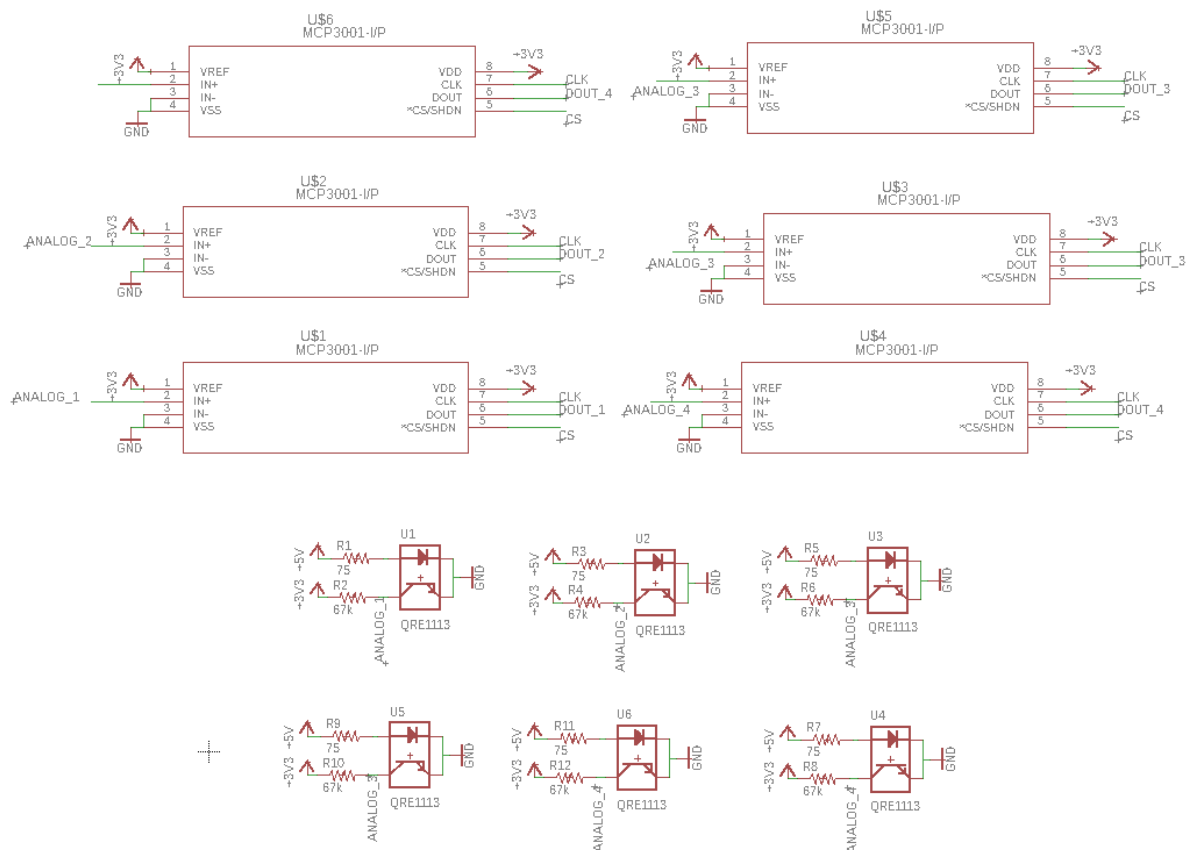 U$6
MCP3001-I/P
+3V3
1 VREF
2 IN+
3 IN-
4 VSS
VDD 8
CLK 7
DOUT 6
*CS/SHDN 5
+3V3
CLK
DOUT_4
CS
GND
U$5
MCP3001-I/P
+3V3
ANALOG_3
1 VREF
2 IN+
3 IN-
4 VSS
VDD 8
CLK 7
DOUT 6
*CS/SHDN 5
+3V3
CLK
DOUT_3
CS
GND
U$2
MCP3001-I/P
ANALOG_2
+3V3
1 VREF
2 IN+
3 IN-
4 VSS
VDD 8
CLK 7
DOUT 6
*CS/SHDN 5
+3V3
CLK
DOUT_2
CS
GND
U$3
MCP3001-I/P
+3V3
ANALOG_3
1 VREF
2 IN+
3 IN-
4 VSS
VDD 8
CLK 7
DOUT 6
*CS/SHDN 5
+3V3
CLK
DOUT_3
CS
GND
U$1
MCP3001-I/P
ANALOG_1
+3V3
1 VREF
2 IN+
3 IN-
4 VSS
VDD 8
CLK 7
DOUT 6
*CS/SHDN 5
+3V3
CLK
DOUT_1
CS
GND
U$4
MCP3001-I/P
+3V3
ANALOG_4
1 VREF
2 IN+
3 IN-
4 VSS
VDD 8
CLK 7
DOUT 6
*CS/SHDN 5
+3V3
CLK
DOUT_4
CS
GND
U1
+5V
R1
75
+3V3
R2
67k
ANALOG_1
GND
QRE1113
U2
+5V
R3
75
+3V3
R4
67k
ANALOG_2
GND
QRE1113
U3
+5V
R5
75
+3V3
R6
67k
ANALOG_3
GND
QRE1113
U5
+5V
R9
75
+3V3
R10
67k
ANALOG_3
GND
QRE1113
U6
+5V
R11
75
+3V3
R12
67k
ANALOG_4
GND
QRE1113
U4
+5V
R7
75
+3V3
R8
67k
ANALOG_4
GND
QRE1113